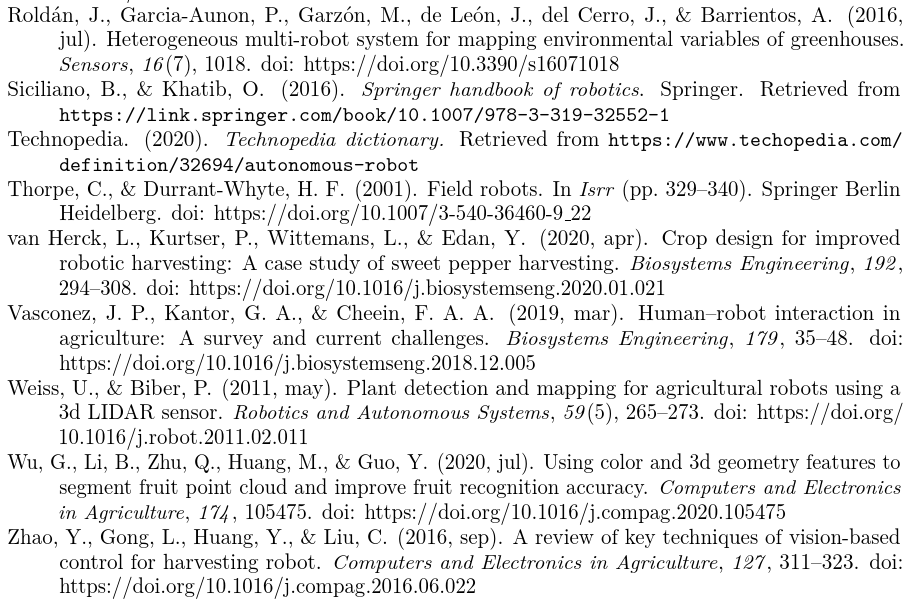 Roldán, J., Garcia-Aunon, P., Garzón, M., de León, J., del Cerro, J., & Barrientos, A. (2016,
jul). Heterogeneous multi-robot system for mapping environmental variables of greenhouses.
Sensors, 16(7), 1018. doi: https://doi.org/10.3390/s16071018
Siciliano, B., & Khatib, O. (2016). Springer handbook of robotics. Springer. Retrieved from
https://link.springer.com/book/10.1007/978-3-319-32552-1
Technopedia. (2020). Technopedia dictionary. Retrieved from https://www.techopedia.com/
definition/32694/autonomous-robot
Thorpe, C., & Durrant-Whyte, H. F. (2001). Field robots. In Isrr (pp. 329–340). Springer Berlin
Heidelberg. doi: https://doi.org/10.1007/3-540-36460-9_22
van Herck, L., Kurtser, P., Wittemans, L., & Edan, Y. (2020, apr). Crop design for improved
robotic harvesting: A case study of sweet pepper harvesting. Biosystems Engineering, 192,
294–308. doi: https://doi.org/10.1016/j.biosystemseng.2020.01.021
Vasconez, J. P., Kantor, G. A., & Cheein, F. A. A. (2019, mar). Human–robot interaction in
agriculture: A survey and current challenges. Biosystems Engineering, 179, 35–48. doi:
https://doi.org/10.1016/j.biosystemseng.2018.12.005
Weiss, U., & Biber, P. (2011, may). Plant detection and mapping for agricultural robots using a
3d LIDAR sensor. Robotics and Autonomous Systems, 59(5), 265–273. doi: https://doi.org/
10.1016/j.robot.2011.02.011
Wu, G., Li, B., Zhu, Q., Huang, M., & Guo, Y. (2020, jul). Using color and 3d geometry features to
segment fruit point cloud and improve fruit recognition accuracy. Computers and Electronics
in Agriculture, 174, 105475. doi: https://doi.org/10.1016/j.compag.2020.105475
Zhao, Y., Gong, L., Huang, Y., & Liu, C. (2016, sep). A review of key techniques of vision-based
control for harvesting robot. Computers and Electronics in Agriculture, 127, 311–323. doi:
https://doi.org/10.1016/j.compag.2016.06.022